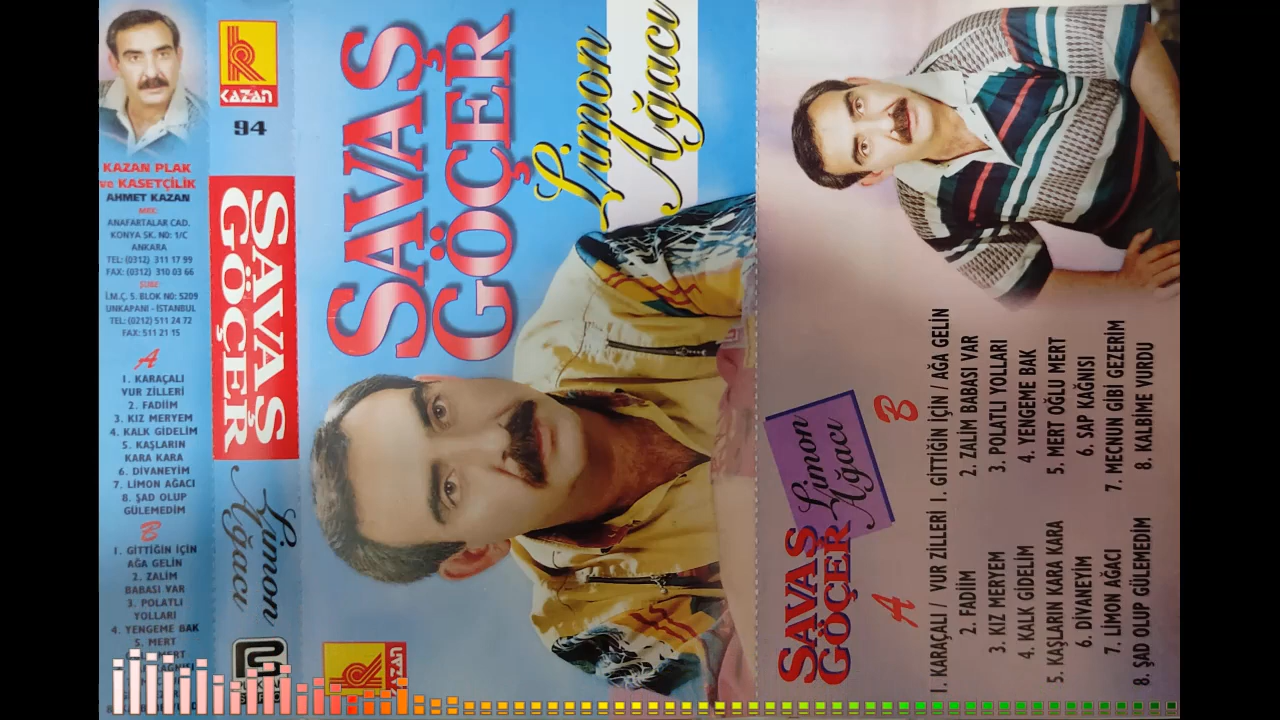 KAZAN PLAK
ve KASETÇİLİK
AHMET KAZAN
MRK:
ANAFARTALAR CAD.
KONYA SK. NO: 1/C
ANKARA
TEL: (0312) 311 17 99
FAX: (0312) 310 03 66
ŞUBE:
İ.M.Ç. 5. BLOK NO: 5209
UNKAPANI - İSTANBUL
TEL: (0212) 511 24 72
FAX: 511 21 15
A
1. KARAÇALI
VUR ZİLLERİ
2. FADİİM
3. KIZ MERYEM
4. KALK GİDELİM
5. KAŞLARIN
KARA KARA
6. DİVANEYİM
7. LİMON AĞACI
8. ŞAD OLUP
GÜLEMEDİM
B
1. GİTTİĞİN İÇİN
AĞA GELİN
2. ZALİM
BABASI VAR
3. POLATLI
YOLLARI
4. YENGEME BAK
5. MERT
KAZAN
94
SAVAŞ
GÖÇER
Limon
Ağacı
SAVAŞ
GÖÇER
Limon
Ağacı
KAZAN
SAVAŞ
GÖÇER
Limon
Ağacı
A
1. KARAÇALI / VUR ZİLLERİ
2. FADİİM
3. KIZ MERYEM
4. KALK GİDELİM
5. KAŞLARIN KARA KARA
6. DİVANEYİM
7. LİMON AĞACI
8. ŞAD OLUP GÜLEMEDİM
B
1. GİTTİĞİN İÇİN / AĞA GELİN
2. ZALİM BABASI VAR
3. POLATLI YOLLARI
4. YENGEME BAK
5. MERT OĞLU MERT
6. SAP KAĞNISI
7. MECNUN GİBİ GEZERİM
8. KALBİME VURDU